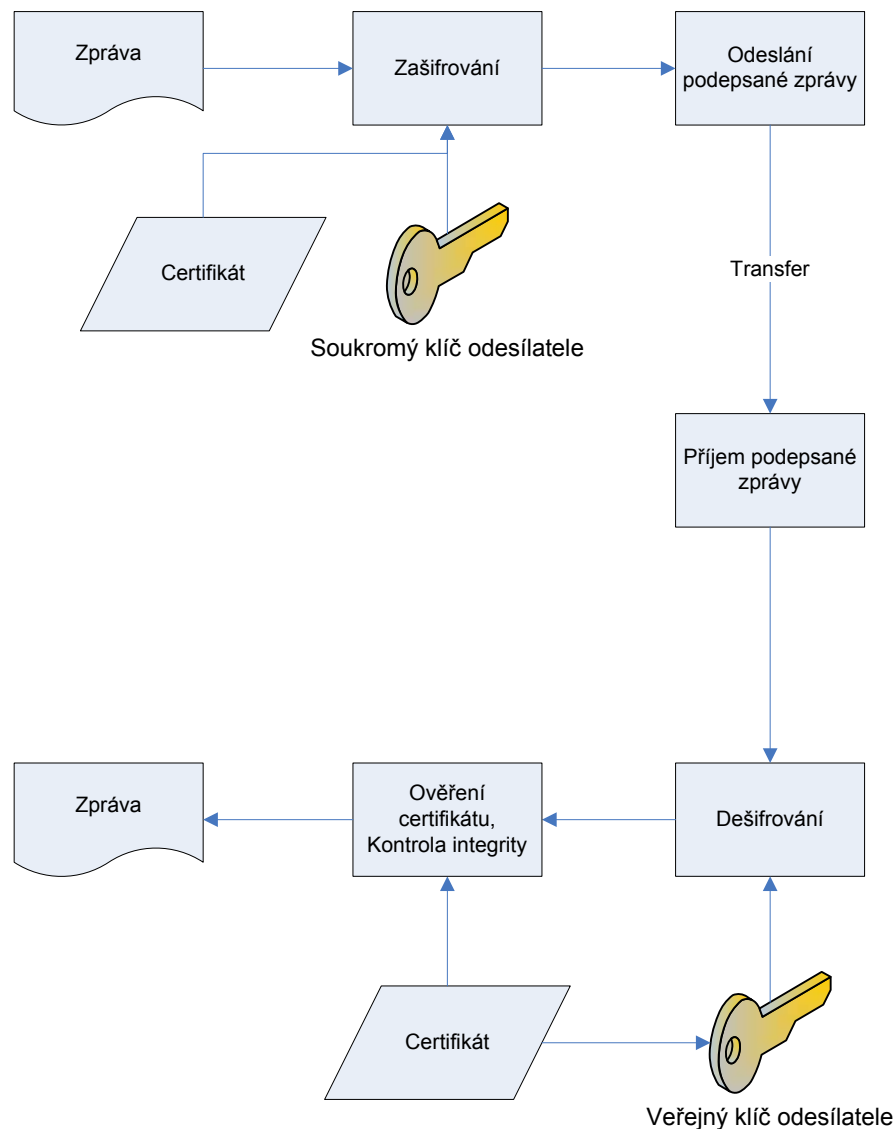 Zpráva
Zašifrování
Odeslání
podepsané zprávy
Certifikát
Soukromý klíč odesílatele
Transfer
Příjem podepsané
zprávy
Zpráva
Ověření
certifikátu,
Kontrola integrity
Dešifrování
Certifikát
Veřejný klíč odesílatele